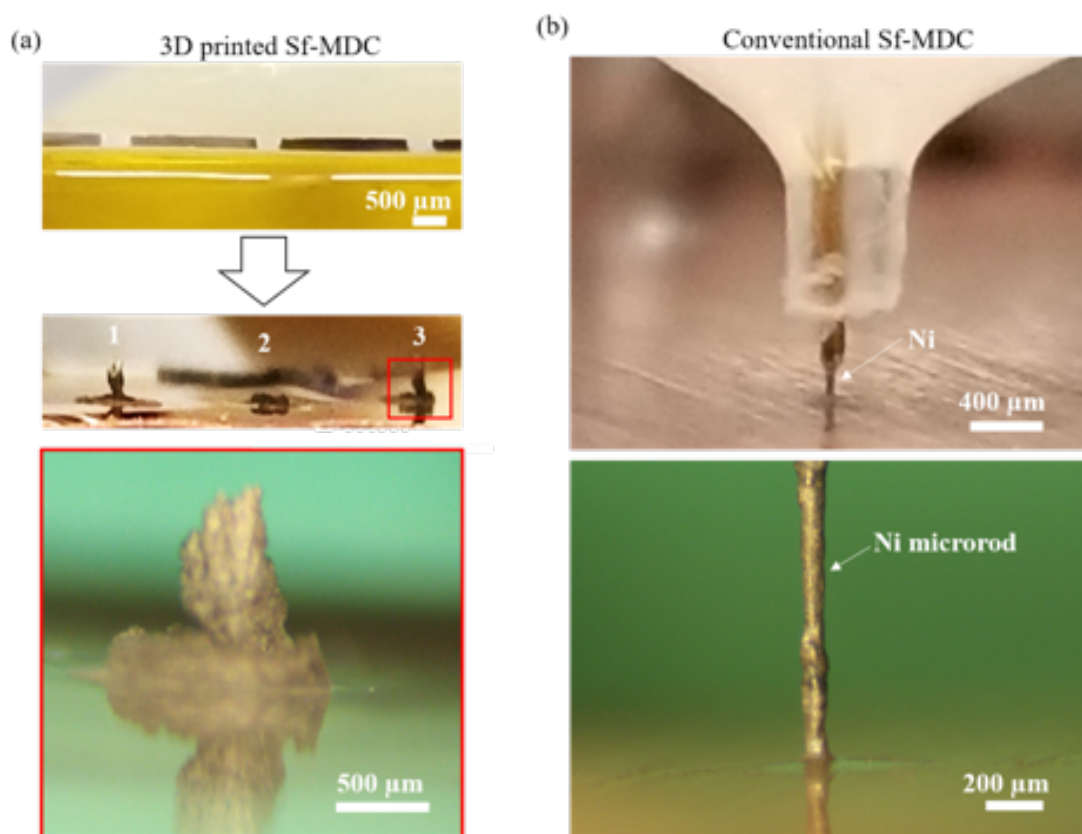 (a)
3D printed Sf-MDC
500 µm
1
2
3
500 µm
(b)
Conventional Sf-MDC
Ni
400 µm
Ni microrod
200 µm